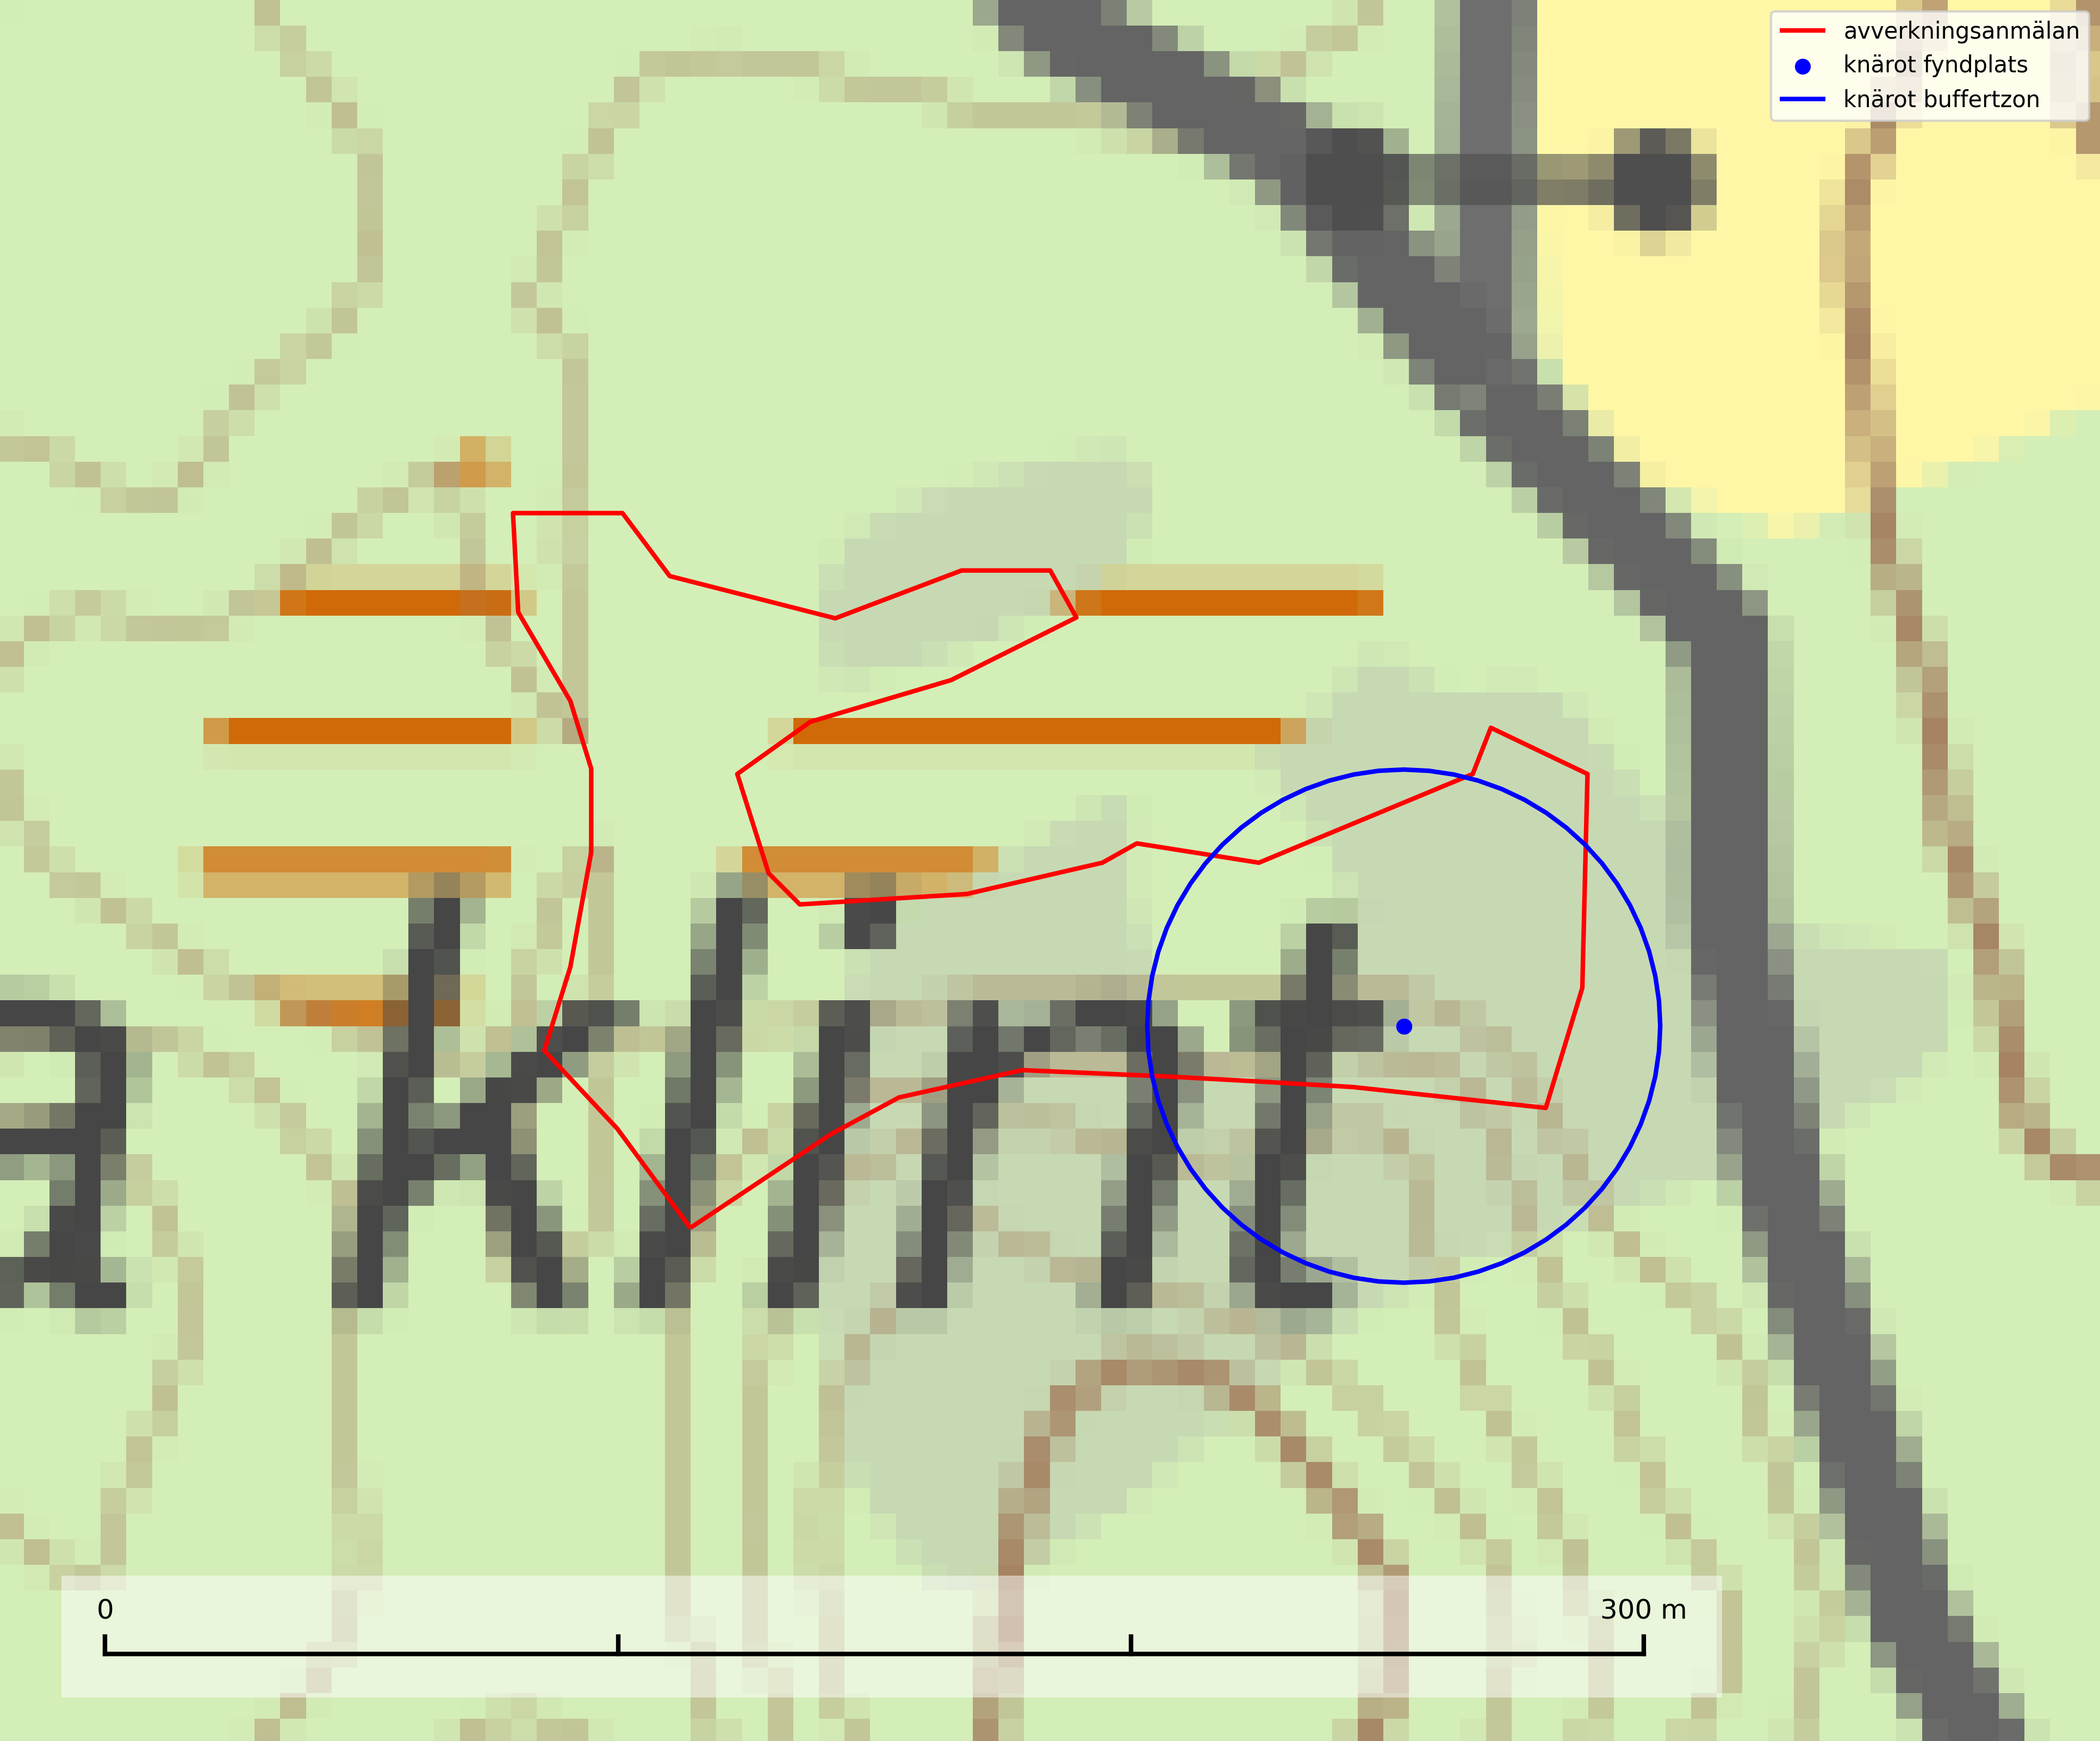 avverkningsanmälan
knärot fyndplats
knärot buffertzon
0 300 m